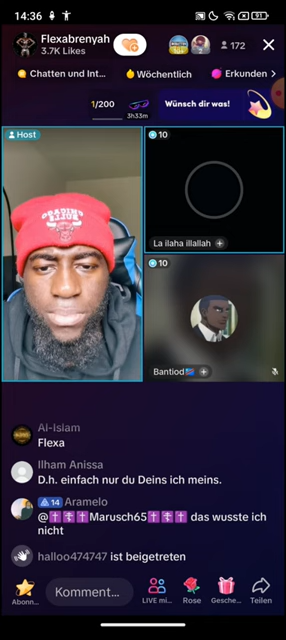 14:36
91
Flexabrenyah
3.7K Likes
172
Chatten und Int...
Wöchentlich
Erkunden
1/200
3h33m
Wünsch dir was!
Host
10
La ilaha illallah
10
Bantiod
Al-Islam
Flexa
Ilham Anissa
D.h. einfach nur du Deins ich meins.
14 Aramelo
@Marusch65 das wusste ich
nicht
halloo474747 ist beigetreten
Abonn...
Komment...
LIVE mi...
Rose
Gesche...
Teilen